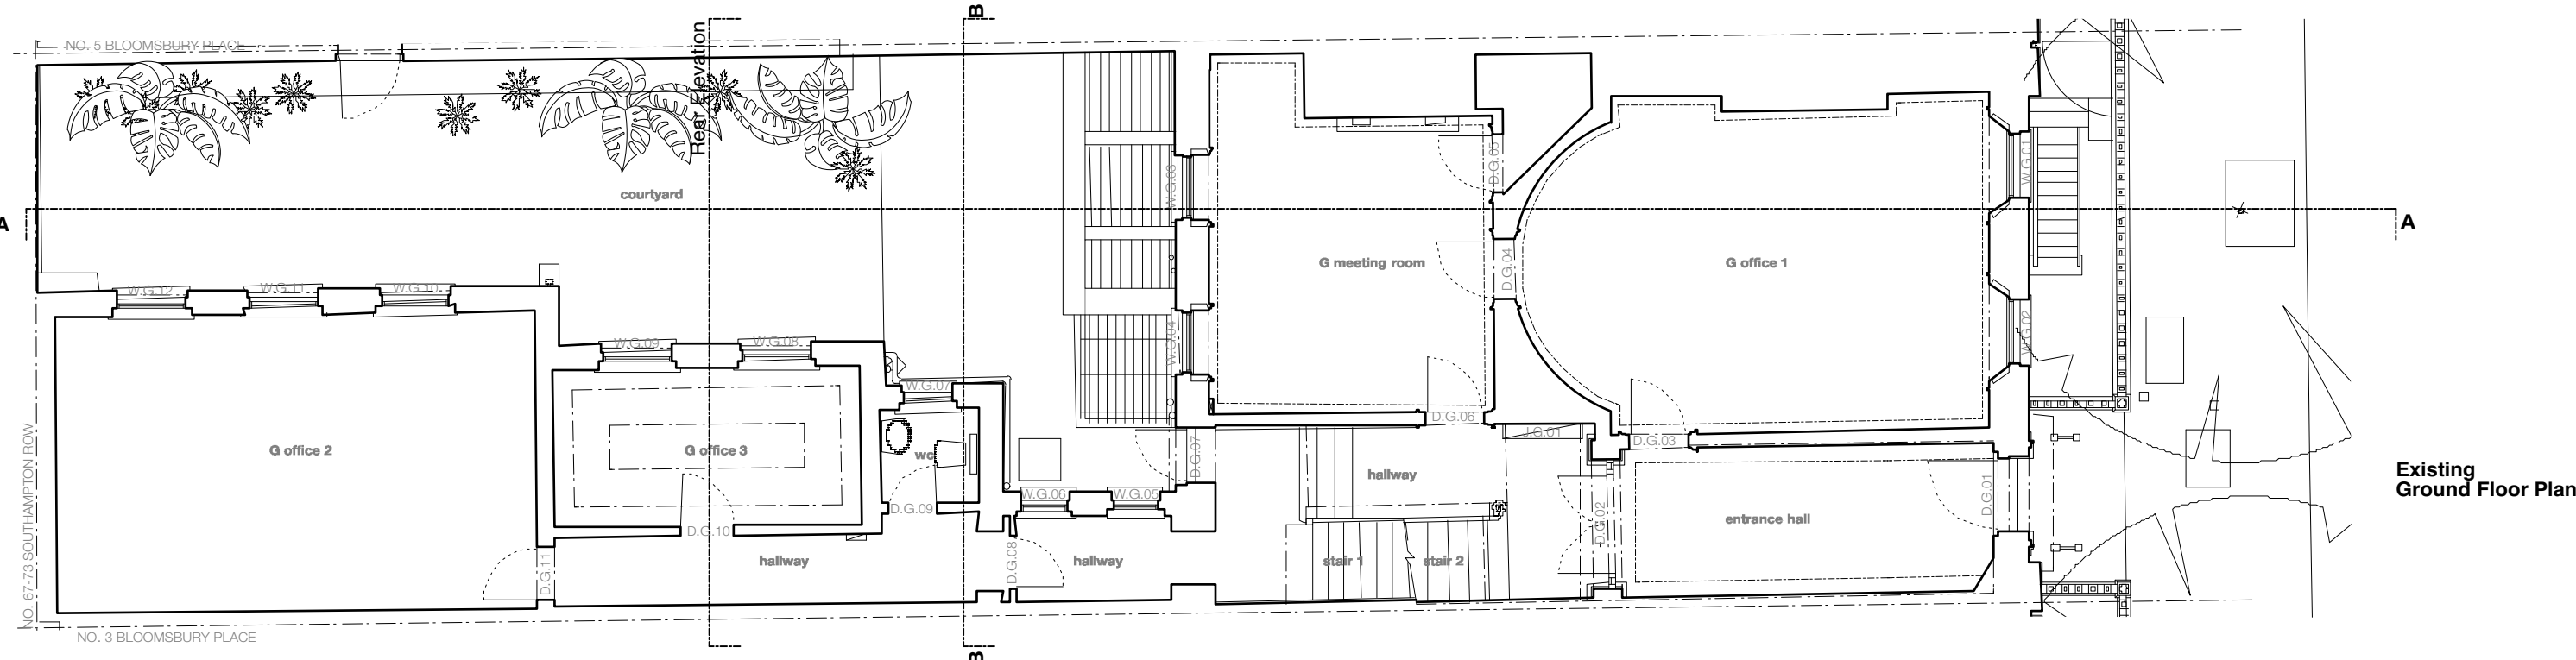 B
NO. 5 BLOOMSBURY PLACE
Rear Elevation
W.G.01
D.G.05
W.G.03
courtyard
A
A
G meeting room
D.G.04
G office 1
W.G.12
W.G.11
W.G.10
W.G.02
W.G.09
W.G.08
W.G.04
W.G.07
D.G.06
J.G.01
D.G.03
G office 2
G office 3
wc
D.G.07
hallway
Existing
Ground Floor Plan
W.G.06
W.G.05
D.G.01
D.G.09
D.G.02
entrance hall
D.G.10
NO. 67-73 SOUTHAMPTON ROW
D.G.11
hallway
D.G.08
hallway
stair 1
stair 2
NO. 3 BLOOMSBURY PLACE
B